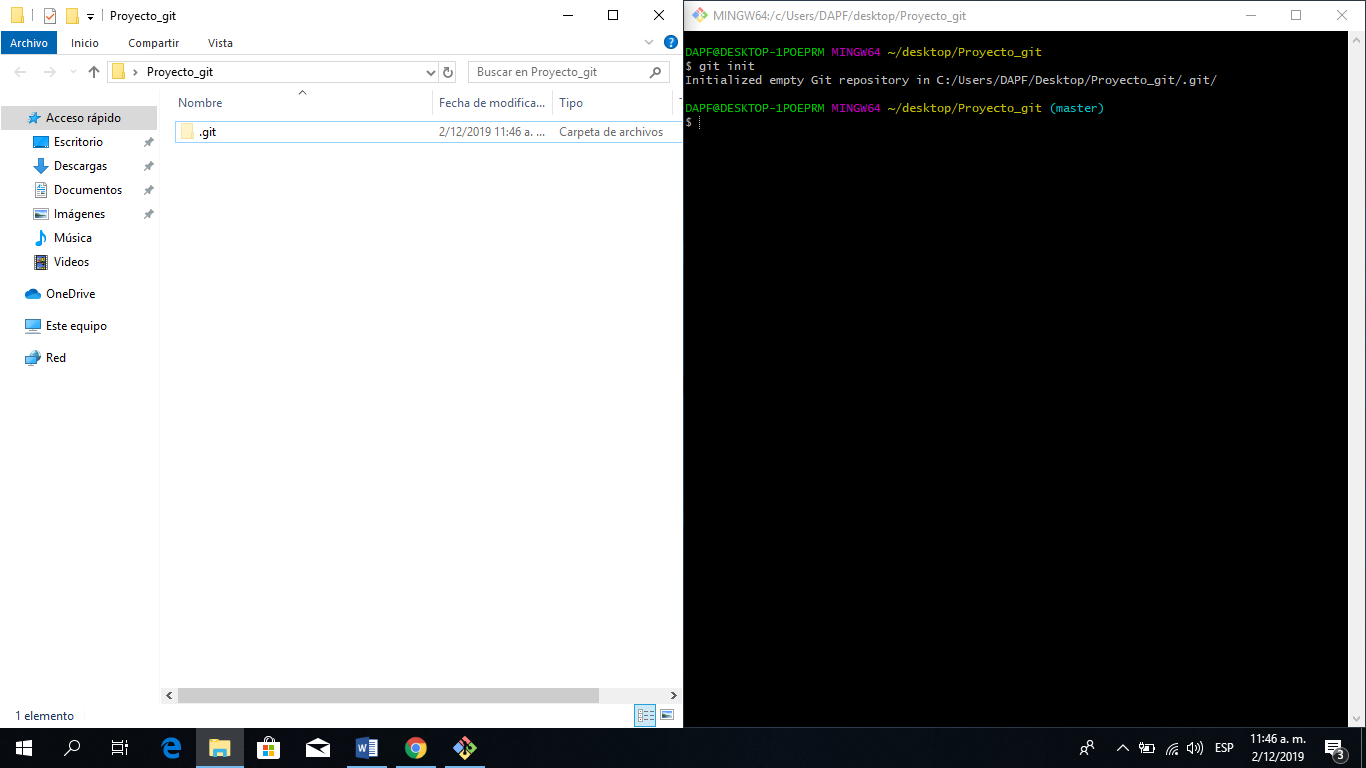 Proyecto_git
Archivo Inicio Compartir Vista
Proyecto_git
Buscar en Proyecto_git
Nombre Fecha de modifica... Tipo
Acceso rápido
Escritorio
Descargas
Documentos
Imágenes
Música
Videos
OneDrive
Este equipo
Red
.git 2/12/2019 11:46 a. ... Carpeta de archivos
1 elemento
MINGW64:/c/Users/DAPF/desktop/Proyecto_git
DAPF@DESKTOP-1POEPRM MINGW64 ~/desktop/Proyecto_git
$ git init
Initialized empty Git repository in C:/Users/DAPF/Desktop/Proyecto_git/.git/
DAPF@DESKTOP-1POEPRM MINGW64 ~/desktop/Proyecto_git (master)
$
ESP
11:46 a. m.
2/12/2019
3